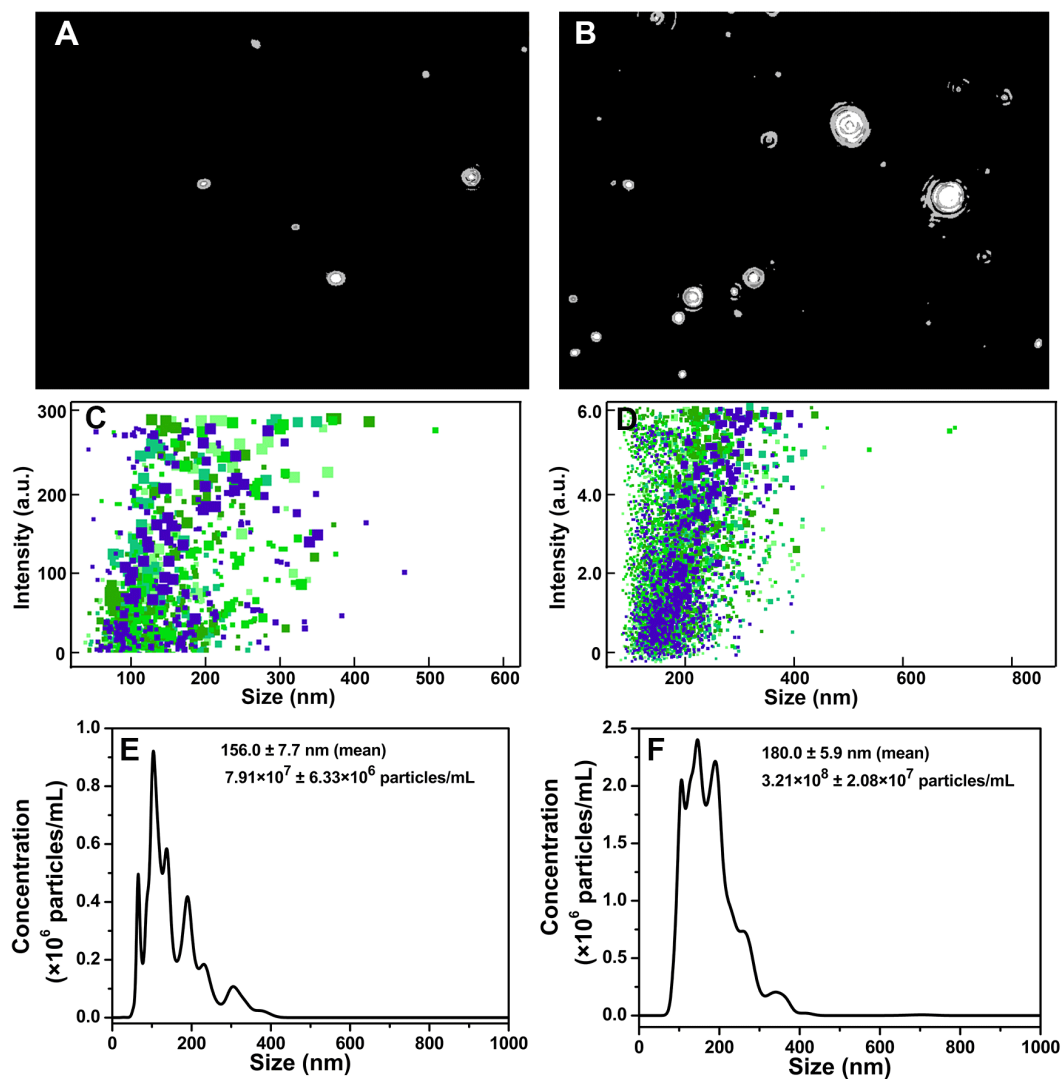 A
B
C
300
200
100
0
Intensity (a.u.)
100 200 300 400 500 600
Size (nm)
D
6.0
4.0
2.0
0
Intensity (a.u.)
200 400 600 800
Size (nm)
E
156.0 ± 7.7 nm (mean)
7.91×10⁷ ± 6.33×10⁶ particles/mL
1.0
0.8
0.6
0.4
0.2
0.0
Concentration
(×10⁶ particles/mL)
0 200 400 600 800 1000
Size (nm)
F
180.0 ± 5.9 nm (mean)
3.21×10⁸ ± 2.08×10⁷ particles/mL
2.5
2.0
1.5
1.0
0.5
0.0
Concentration
(×10⁶ particles/mL)
0 200 400 600 800 1000
Size (nm)